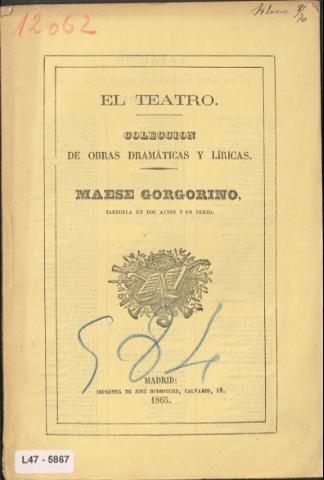 12062
EL TEATRO.
COLECCION
DE OBRAS DRAMÁTICAS Y LÍRICAS.
MAESE GORGORINO,
ZARZUELA EN DOS ACTOS Y EN VERSO.
584
MADRID:
IMPRENTA DE JOSÉ RODRIGUEZ, CALVARIO, 18.
1865.
L47 - 5867